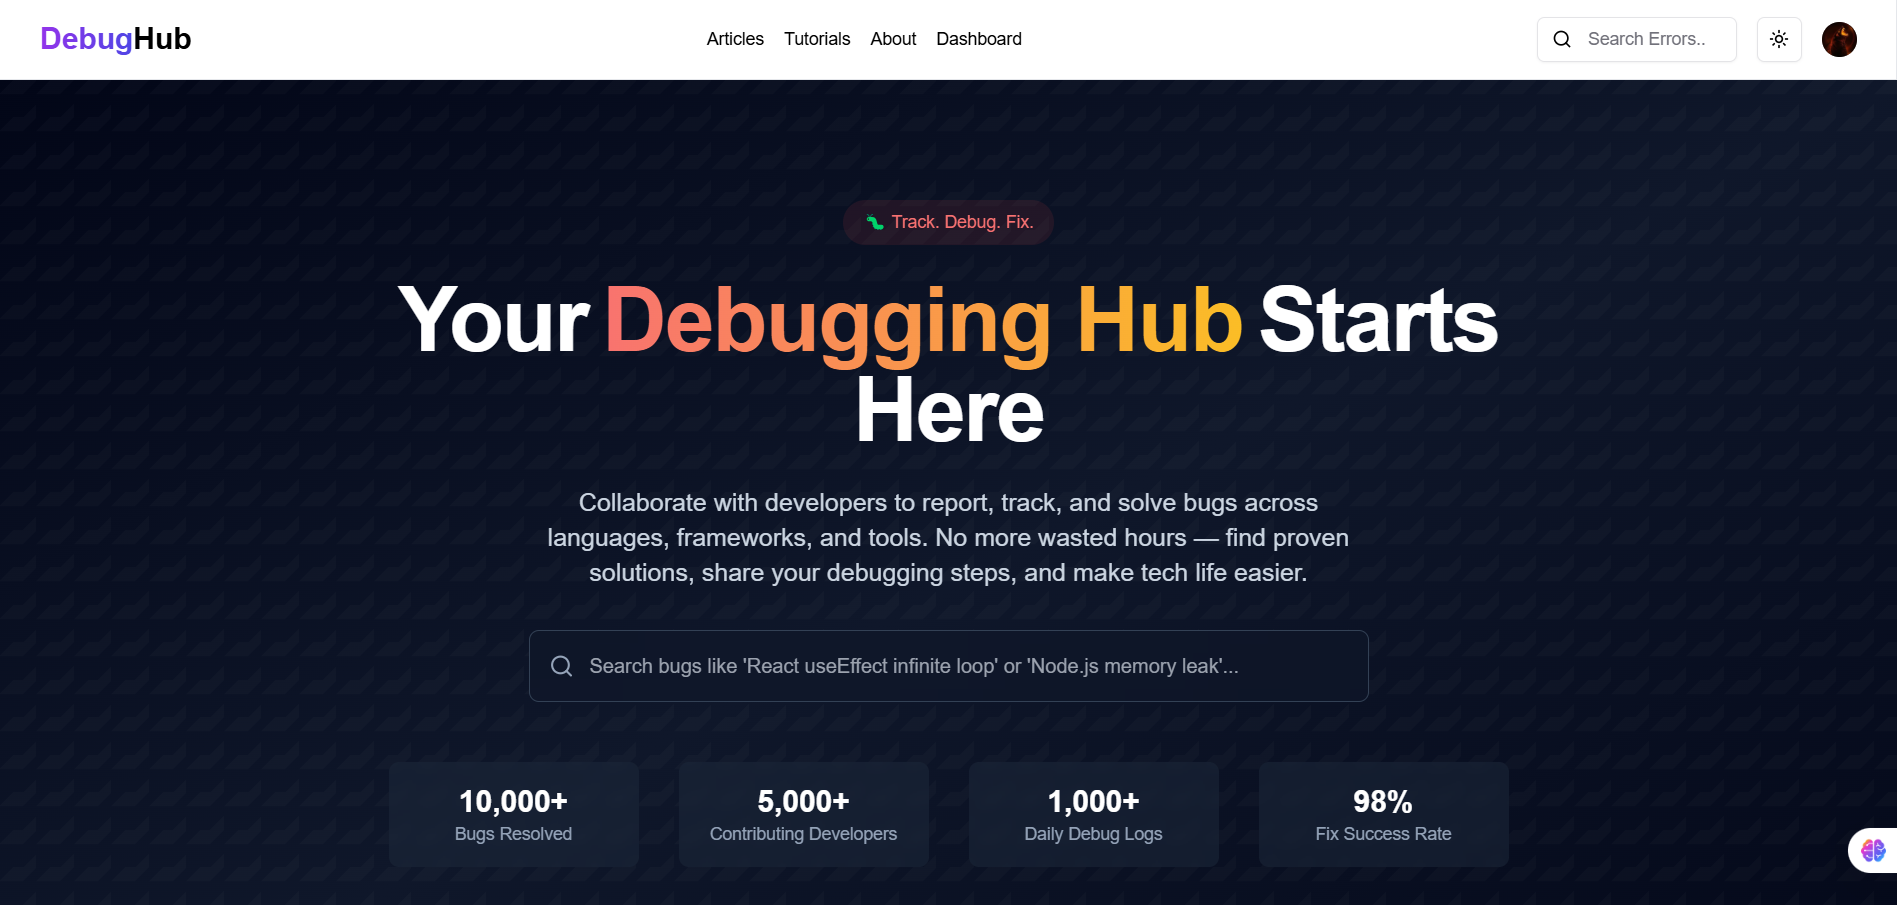 DebugHub
Articles Tutorials About Dashboard
Search Errors..
Track. Debug. Fix.
Your Debugging Hub Starts
Here
Collaborate with developers to report, track, and solve bugs across
languages, frameworks, and tools. No more wasted hours — find proven
solutions, share your debugging steps, and make tech life easier.
Search bugs like 'React useEffect infinite loop' or 'Node.js memory leak'...
10,000+
Bugs Resolved
5,000+
Contributing Developers
1,000+
Daily Debug Logs
98%
Fix Success Rate